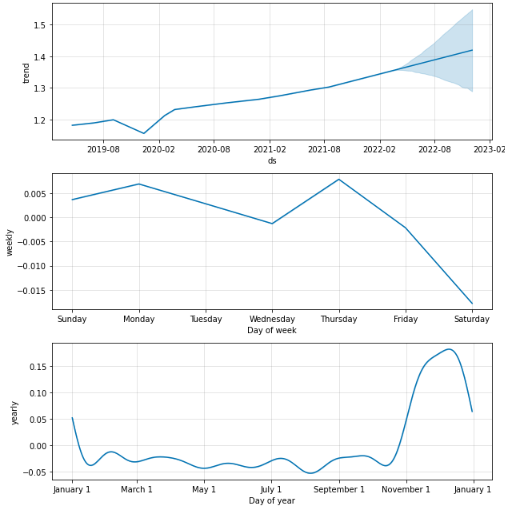 1.5
1.4
1.3
1.2
trend
2019-08 2020-02 2020-08 2021-02 2021-08 2022-02 2022-08 2023-02
ds
0.005
0.000
−0.005
−0.010
−0.015
weekly
Sunday Monday Tuesday Wednesday Thursday Friday Saturday
Day of week
0.15
0.10
0.05
0.00
−0.05
yearly
January 1 March 1 May 1 July 1 September 1 November 1 January 1
Day of year